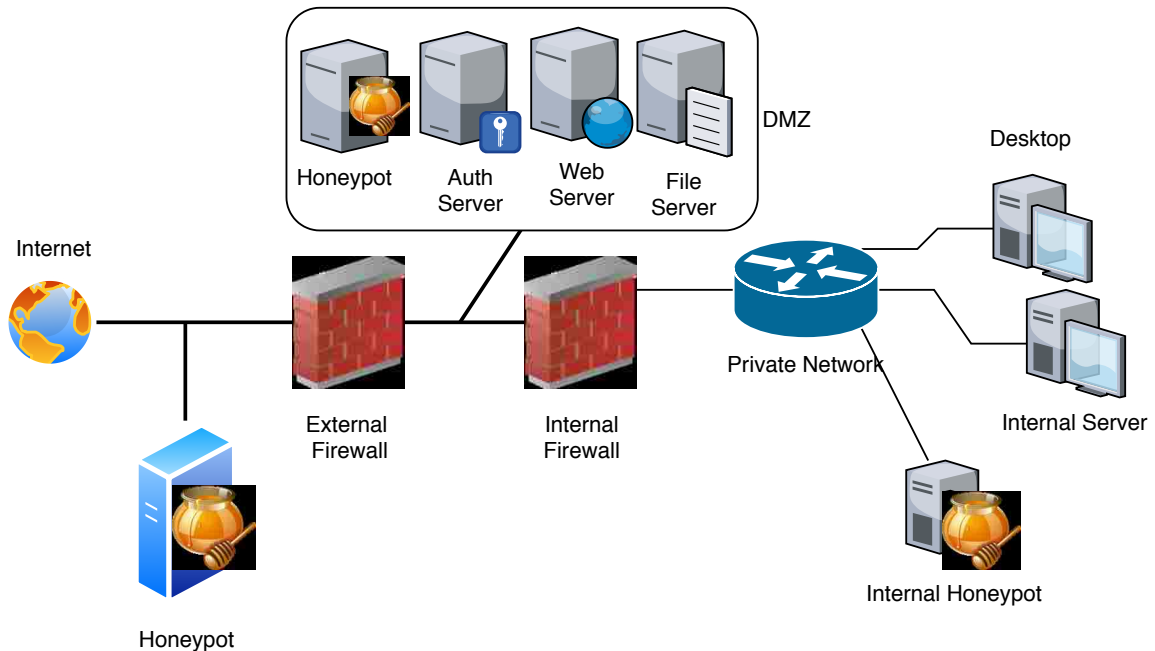 Honeypot
Auth
Server
Web
Server
File
Server
DMZ
Desktop
Internet
External
Firewall
Internal
Firewall
Private Network
Internal Server
Internal Honeypot
Honeypot